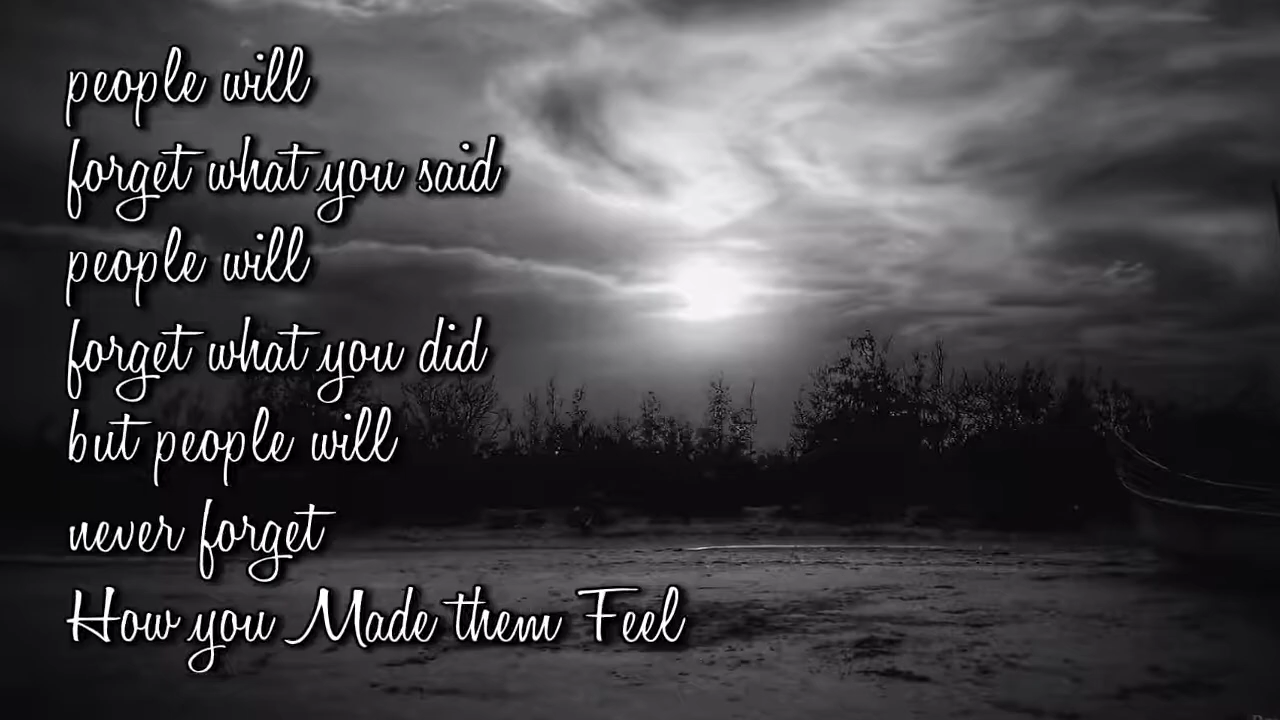 people will
forget what you said
people will
forget what you did
but people will
never forget
How you Made them Feel